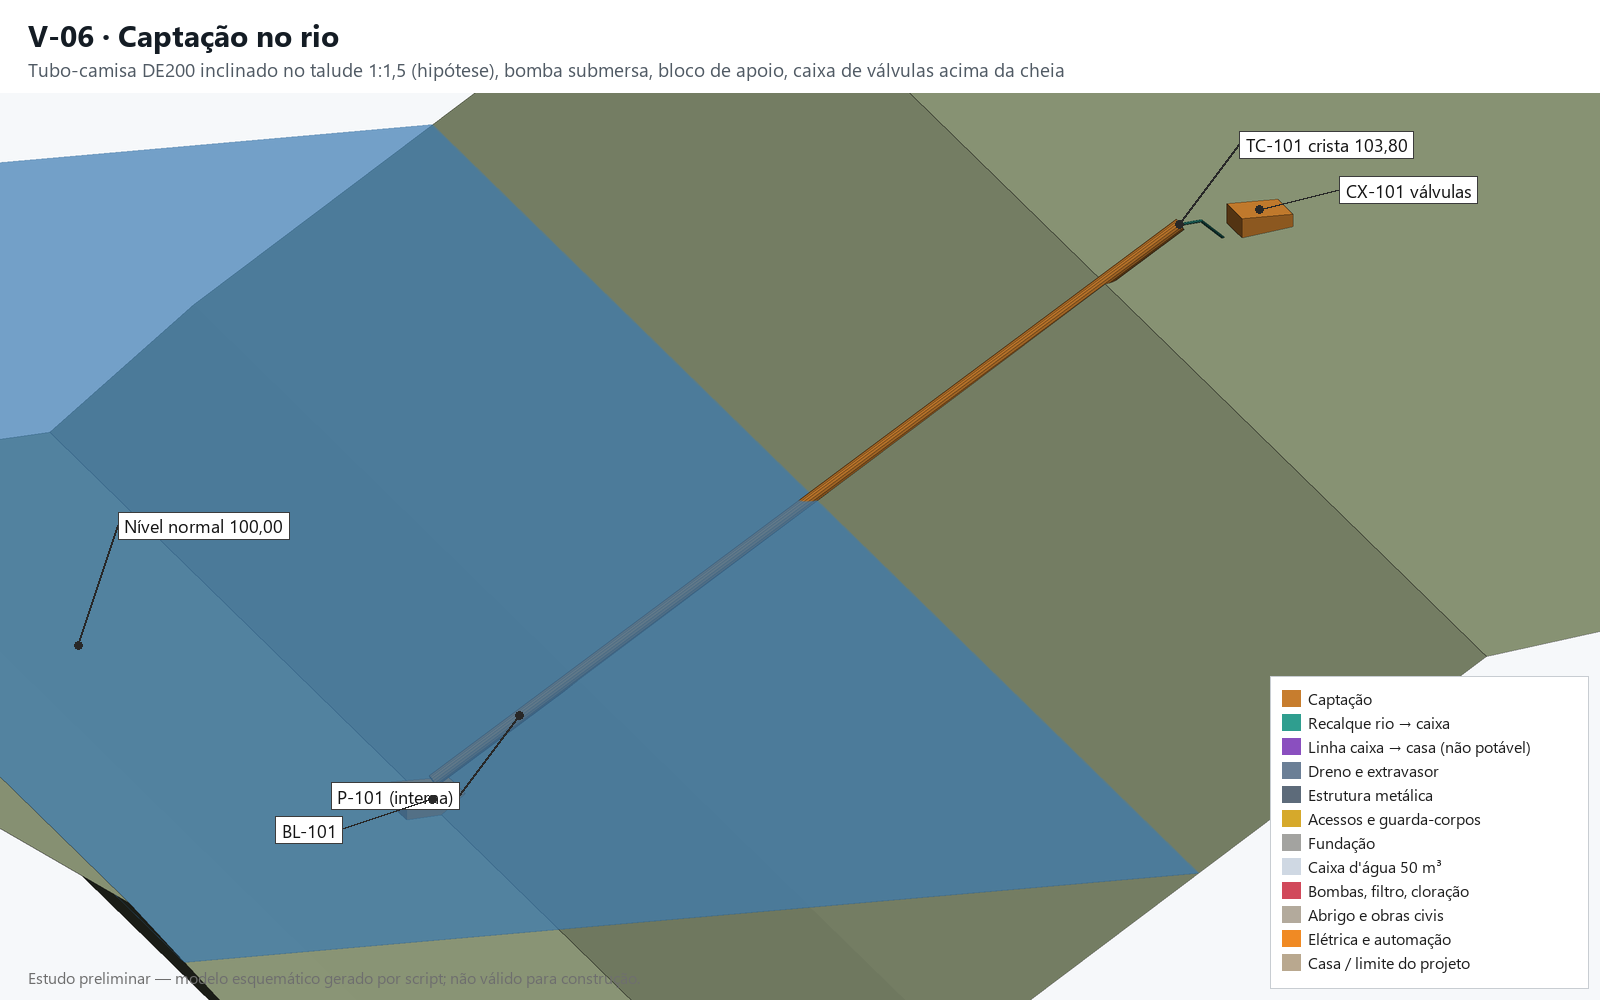 V-06 · Captação no rio
Tubo-camisa DE200 inclinado no talude 1:1,5 (hipótese), bomba submersa, bloco de apoio, caixa de válvulas acima da cheia
TC-101 crista 103,80
CX-101 válvulas
Nível normal 100,00
P-101 (interna)
BL-101
Captação
Recalque rio → caixa
Linha caixa → casa (não potável)
Dreno e extravasor
Estrutura metálica
Acessos e guarda-corpos
Fundação
Caixa d'água 50 m³
Bombas, filtro, cloração
Abrigo e obras civis
Elétrica e automação
Casa / limite do projeto
Estudo preliminar — modelo esquemático gerado por script; não válido para construção